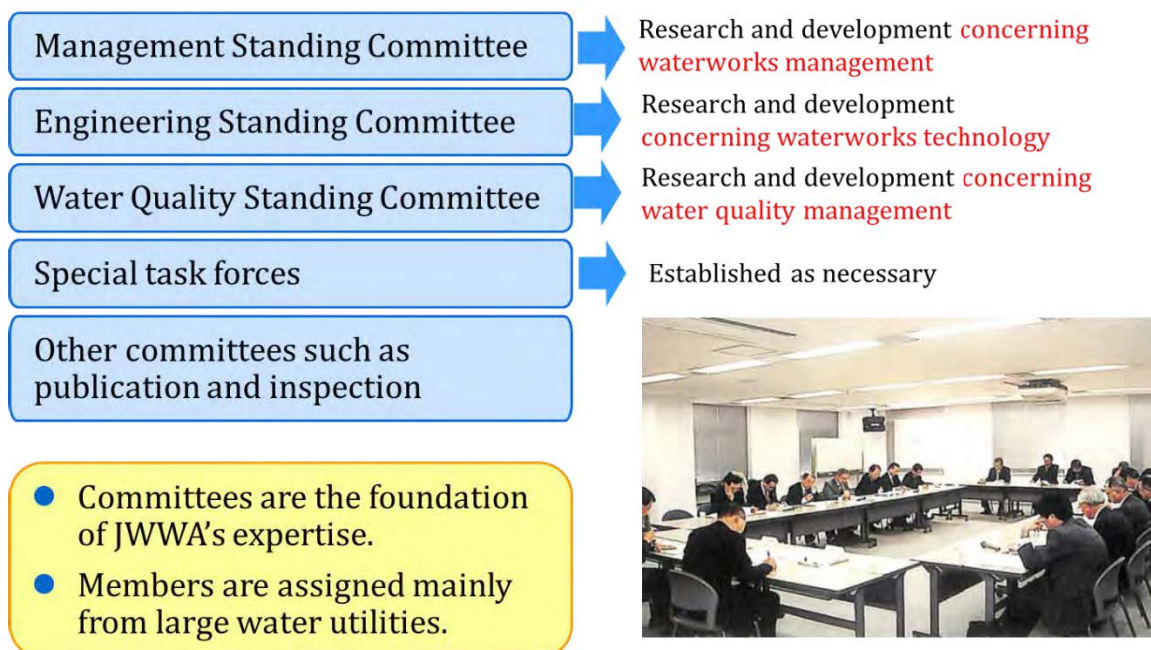 Management Standing Committee
Research and development concerning
waterworks management
Engineering Standing Committee
Research and development
concerning waterworks technology
Water Quality Standing Committee
Research and development concerning
water quality management
Special task forces
Established as necessary
Other committees such as
publication and inspection
● Committees are the foundation
of JWWA's expertise.
● Members are assigned mainly
from large water utilities.